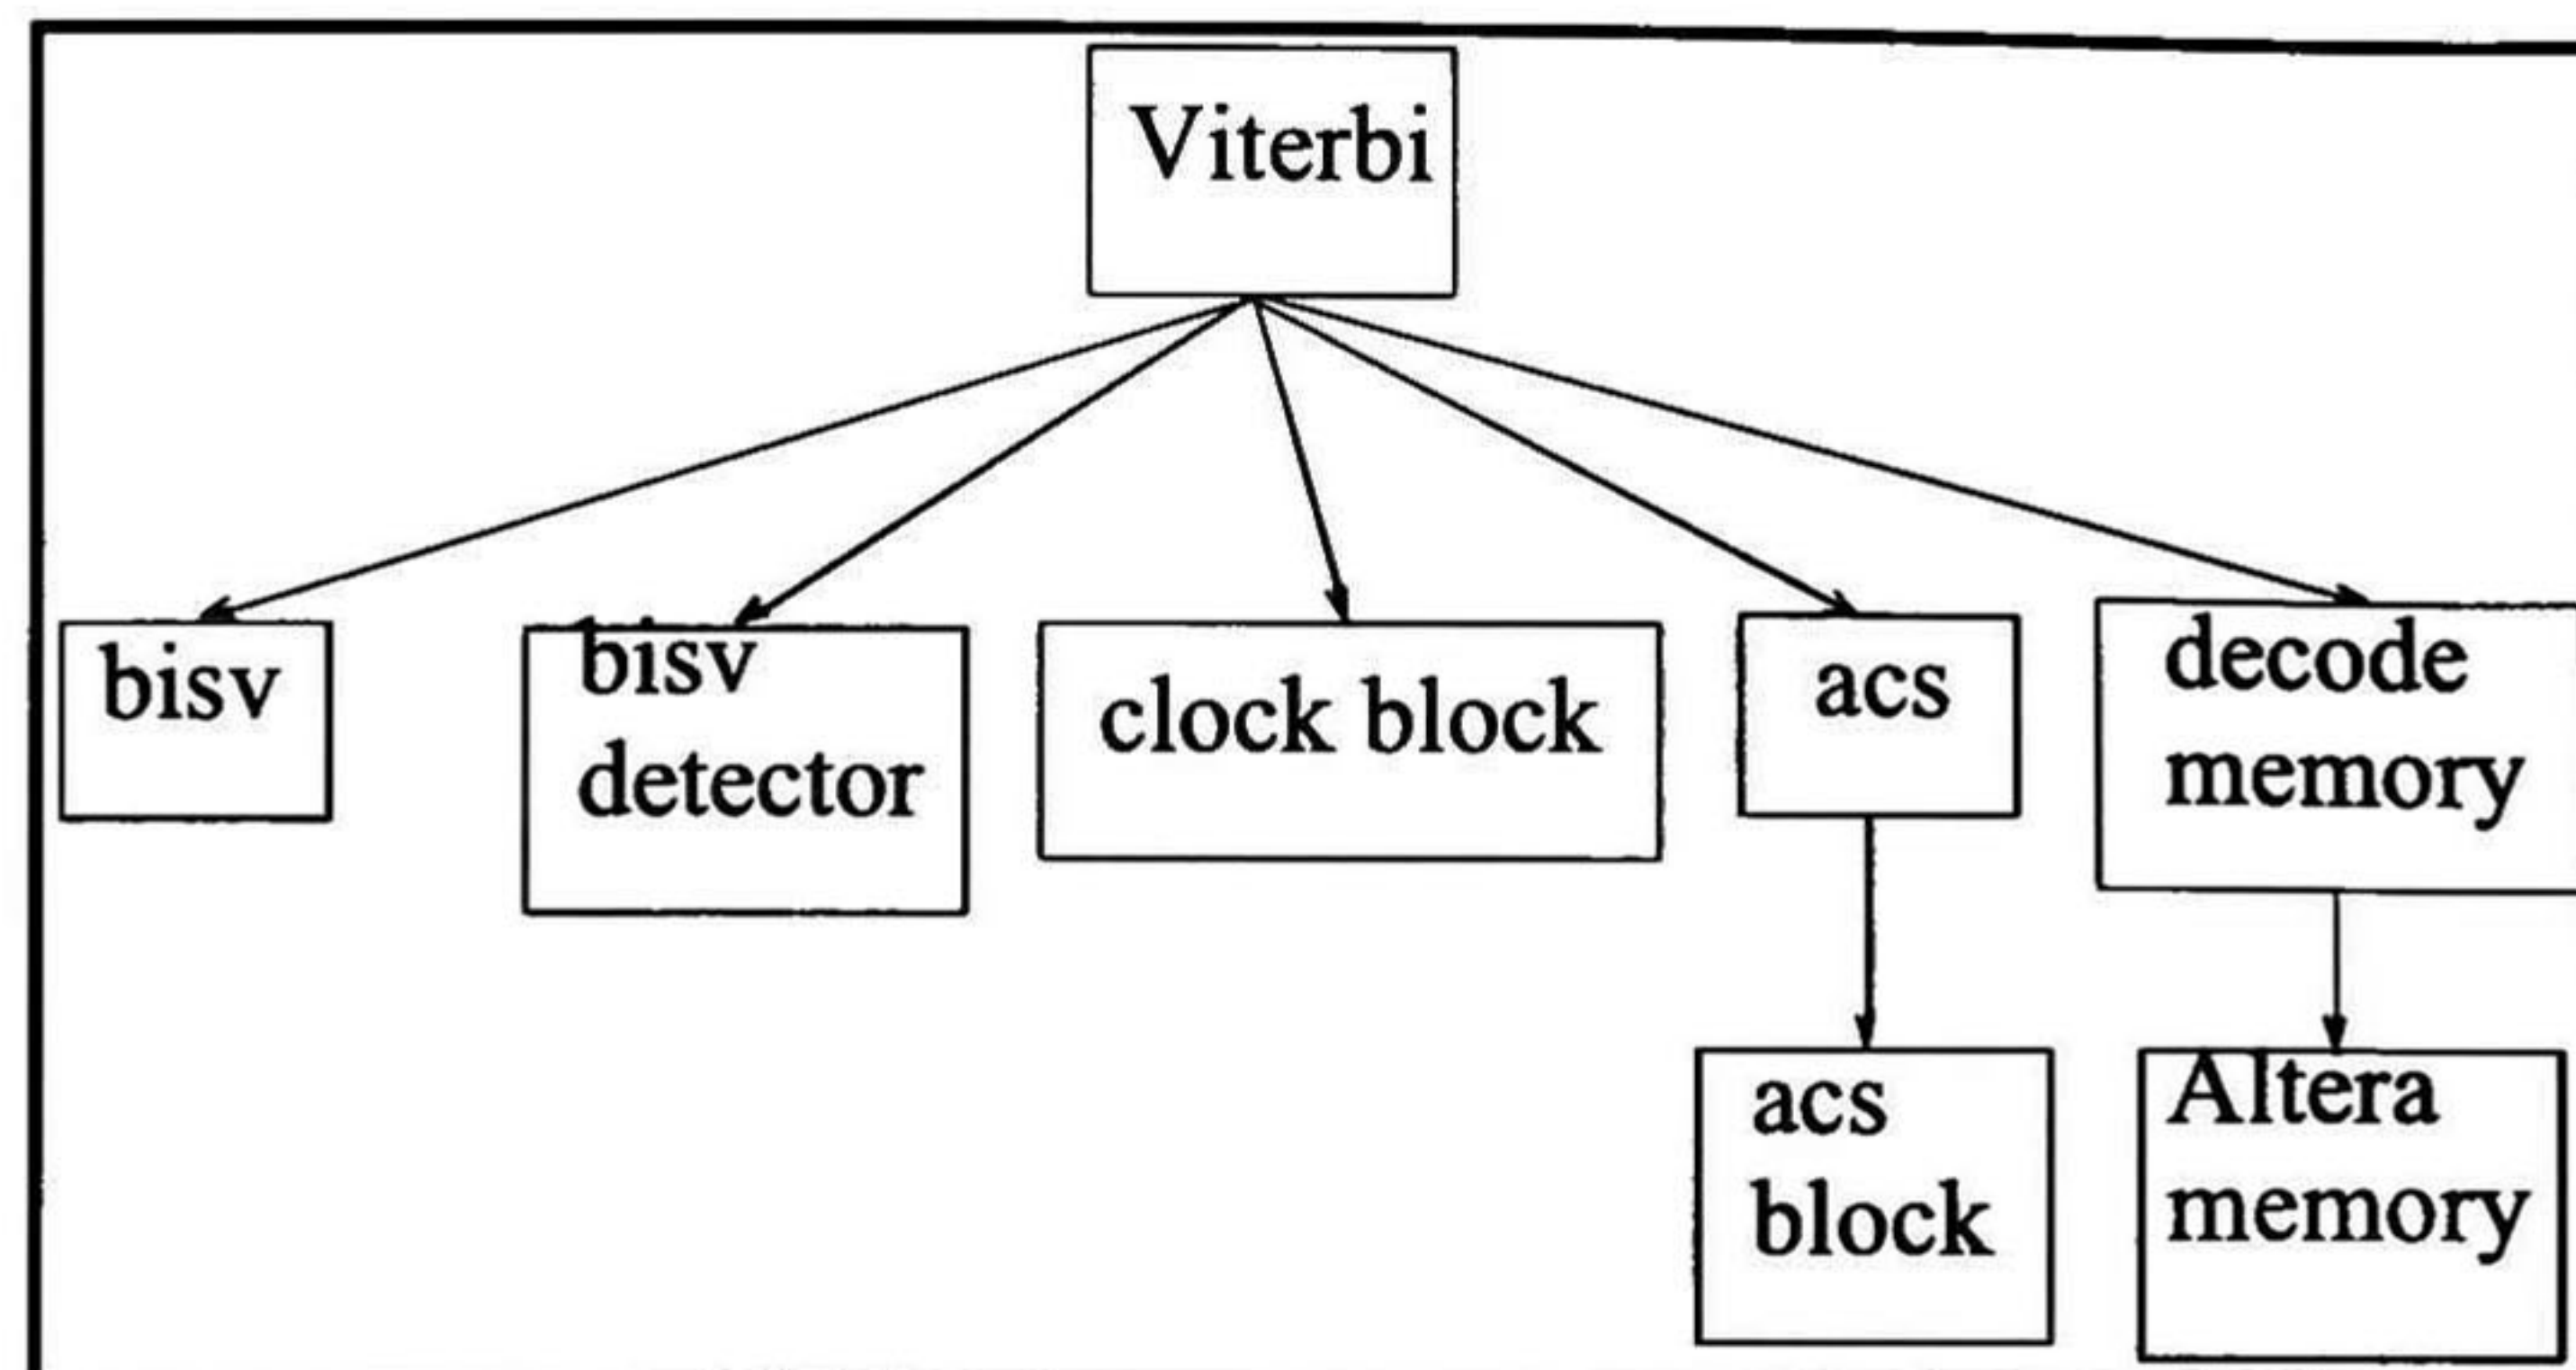 Viterbi
bisv
bisv
detector
clock block
acs
decode
memory
acs
block
Altera
memory